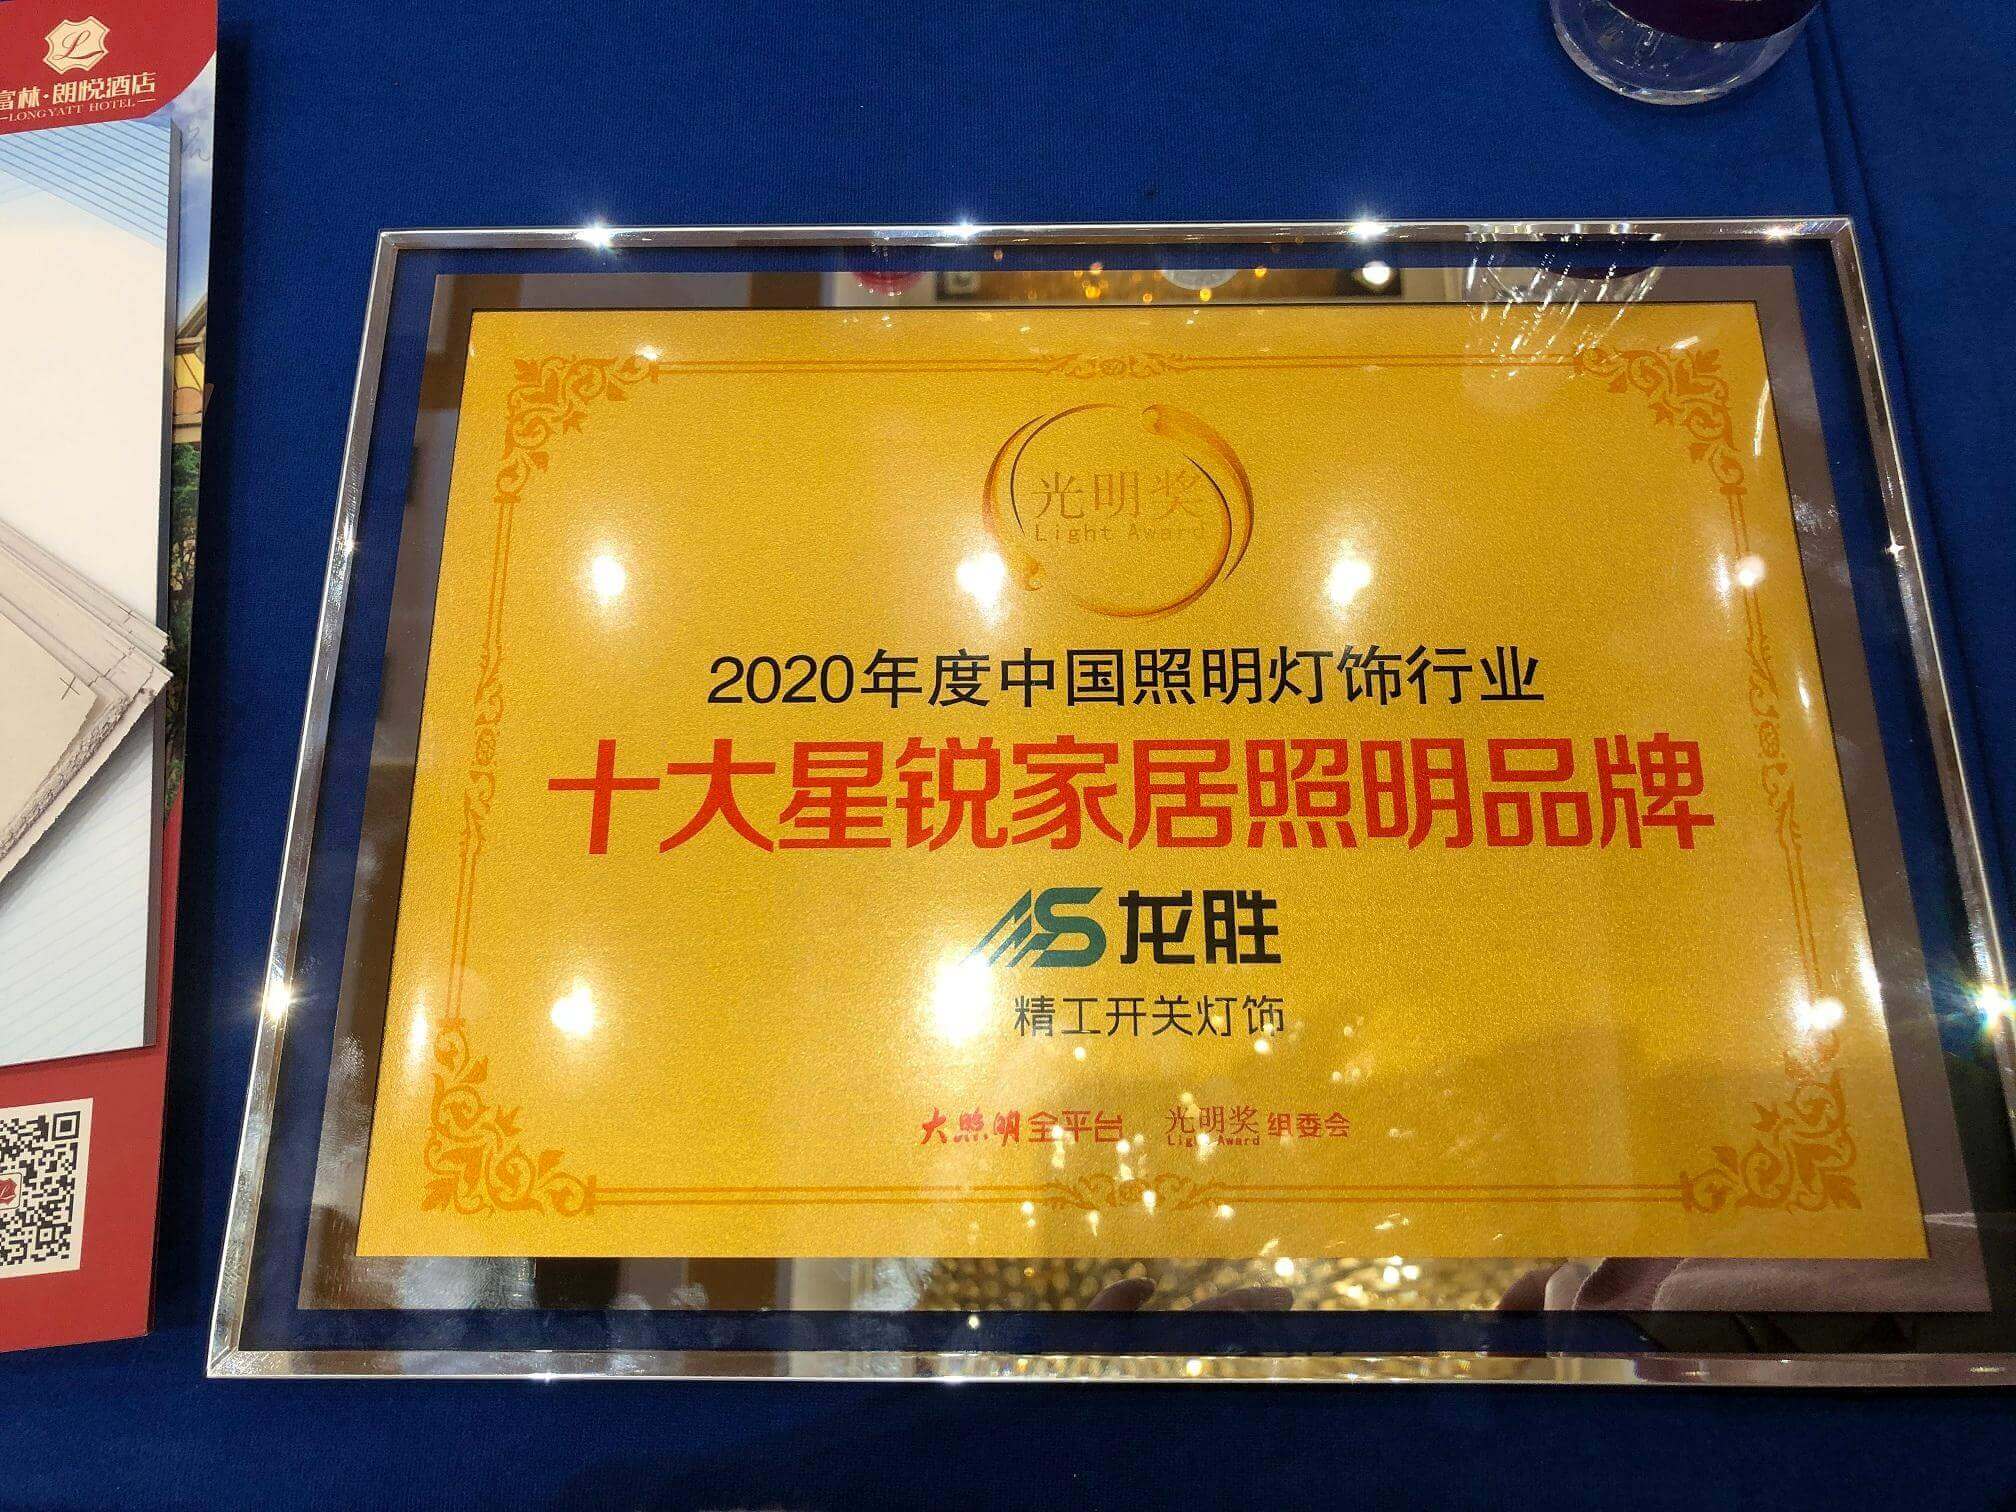 富林·朗悦酒店
LONGYATT HOTEL
光明奖
Light Award
2020年度中国照明灯饰行业
十大星锐家居照明品牌
龙胜
精工开关灯饰
大照明全平台 光明奖 组委会
Light Award